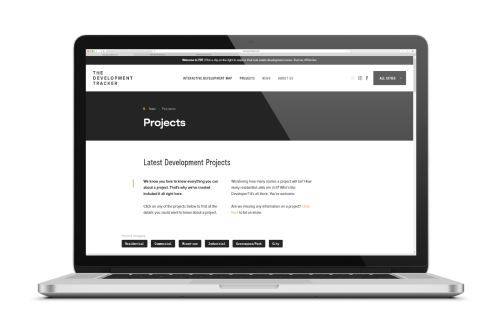 THE
DEVELOPMENT
TRACKER
INTERACTIVE DEVELOPMENT MAP PROJECTS NEWS ABOUT US
ALL CITIES
Home Projects
Projects
Latest Development Projects
We know you love to know everything you can
about a project. That's why we've created
included it all right here.
Click on any of the projects below to find all the
details you could want to know about a project.
Wondering how many stories a project will be? How
many residential units are in it? Who's the
Developer? It's all there. You're welcome.
Are we missing any information on a project? Click
here to let us know.
Residential Commercial Mixed-use Industrial Greenspace/Park City